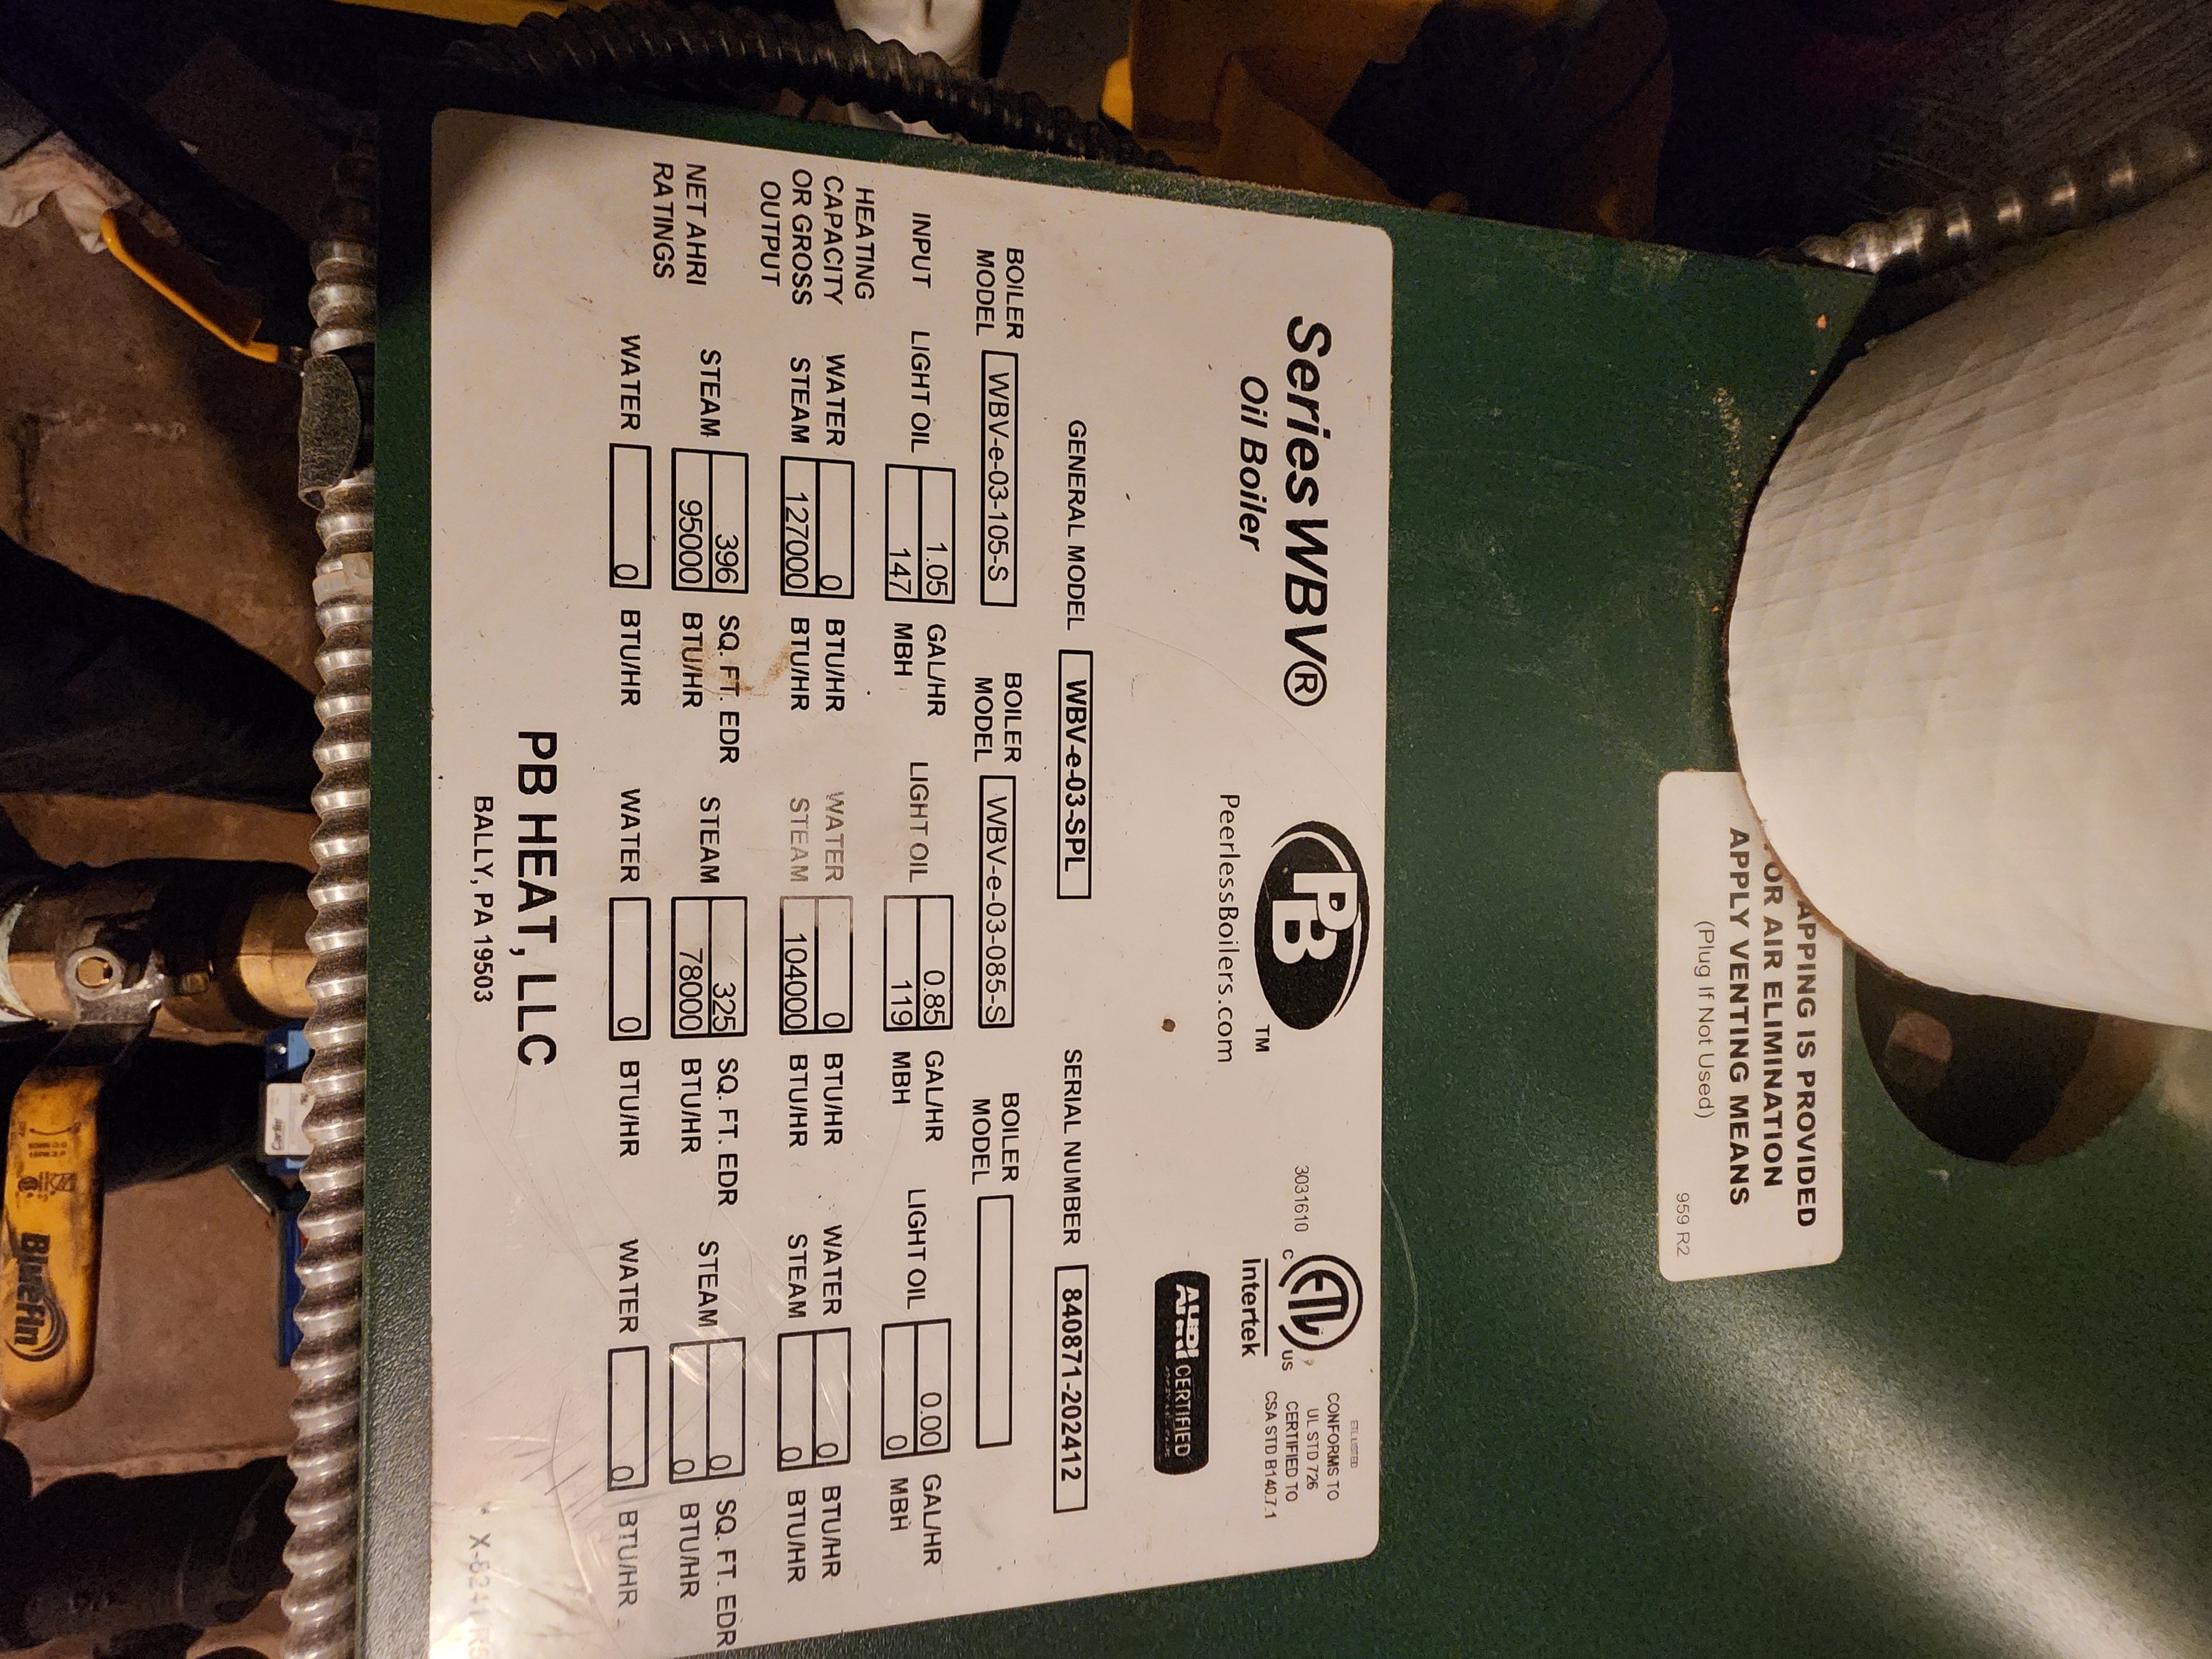 Series WBV®
Oil Boiler
PB
TM
PeerlessBoilers.com
3031610
ETL LISTED
CONFORMS TO
UL STD 726
CERTIFIED TO
CSA STD B140.7.1
C ETL US
Intertek
AHRI CERTIFIED
GENERAL MODEL WBV-e-03-SPL
SERIAL NUMBER 840871-202412
BOILER MODEL WBV-e-03-105-S
BOILER MODEL WBV-e-03-085-S
BOILER MODEL
INPUT LIGHT OIL 1.05 GAL/HR LIGHT OIL 0.85 GAL/HR LIGHT OIL 0.00 GAL/HR
147 MBH 119 MBH 0 MBH
HEATING
CAPACITY
OR GROSS
OUTPUT
WATER 0 BTU/HR WATER 0 BTU/HR WATER 0 BTU/HR
STEAM 127000 BTU/HR STEAM 104000 BTU/HR STEAM 0 BTU/HR
NET AHRI
RATINGS
STEAM 396 SQ. FT. EDR STEAM 325 SQ. FT. EDR STEAM 0 SQ. FT. EDR
95000 BTU/HR 78000 BTU/HR 0 BTU/HR
WATER 0 BTU/HR WATER 0 BTU/HR WATER 0 BTU/HR
PB HEAT, LLC
BALLY, PA 19503
APPING IS PROVIDED
OR AIR ELIMINATION
APPLY VENTING MEANS
(Plug If Not Used)
959 R2
Bluefin